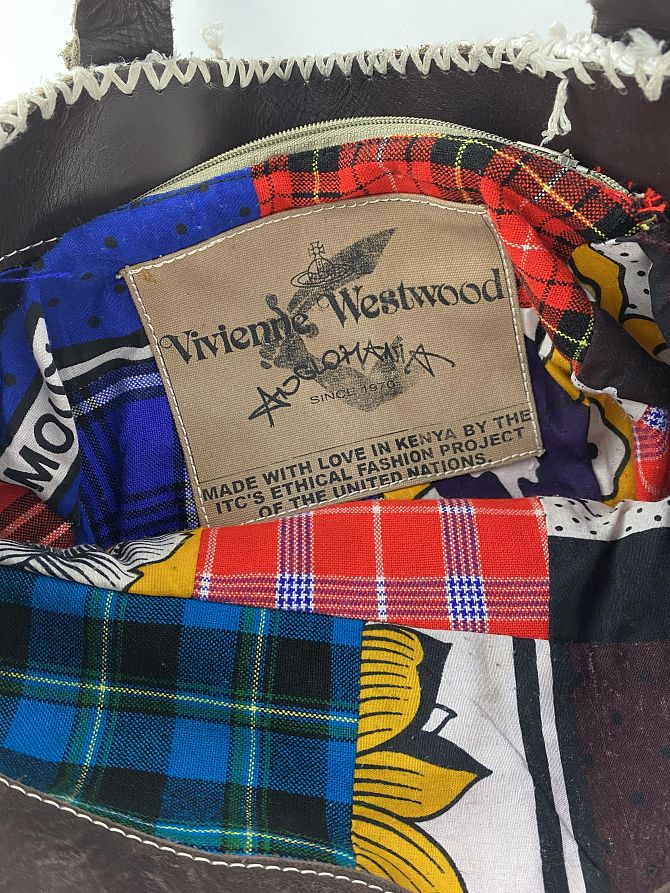 Vivienne Westwood
ANGLOMANIA
SINCE 1970
MADE WITH LOVE IN KENYA BY THE
ITC'S ETHICAL FASHION PROJECT
OF THE UNITED NATIONS.
MOO